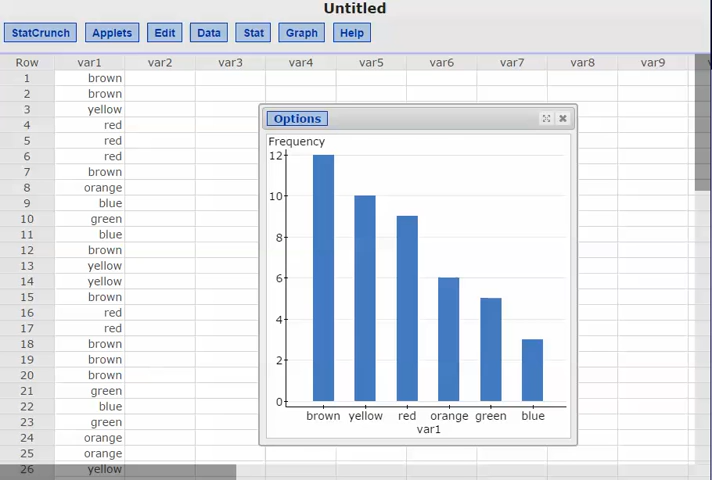 Untitled
StatCrunch Applets Edit Data Stat Graph Help
Row var1 var2 var3 var4 var5 var6 var7 var8 var9
1 brown
2 brown
3 yellow
4 red
5 red
6 red
7 brown
8 orange
9 blue
10 green
11 blue
12 brown
13 yellow
14 yellow
15 brown
16 red
17 red
18 brown
19 brown
20 brown
21 green
22 blue
23 green
24 orange
25 orange
26 yellow
Options
Frequency
12
10
8
6
4
2
0
brown yellow red orange green blue
var1